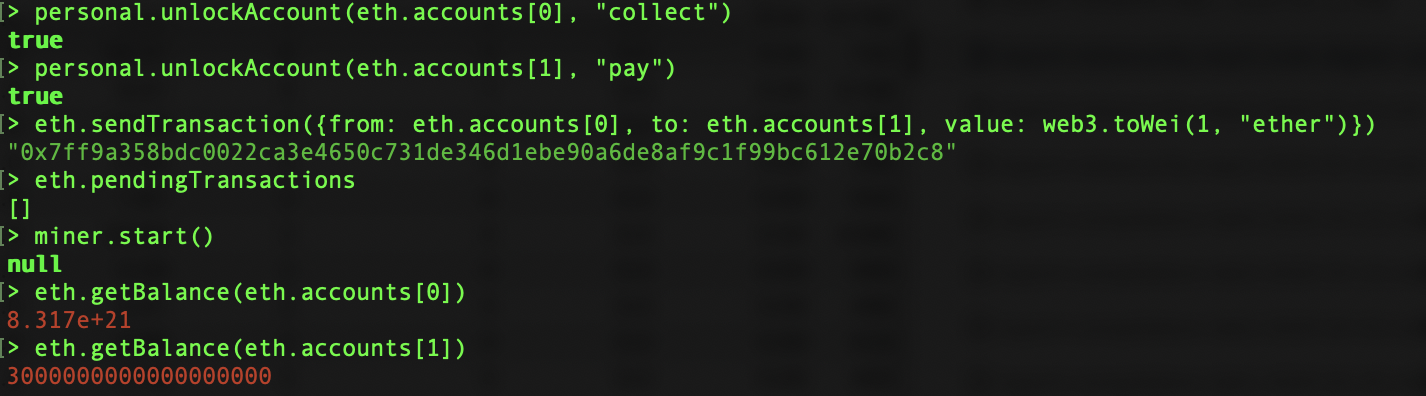 > personal.unlockAccount(eth.accounts[0], "collect")
true
> personal.unlockAccount(eth.accounts[1], "pay")
true
> eth.sendTransaction({from: eth.accounts[0], to: eth.accounts[1], value: web3.toWei(1, "ether")})
"0x7ff9a358bdc0022ca3e4650c731de346d1ebe90a6de8af9c1f99bc612e70b2c8"
> eth.pendingTransactions
[]
> miner.start()
null
> eth.getBalance(eth.accounts[0])
8.317e+21
> eth.getBalance(eth.accounts[1])
3000000000000000000